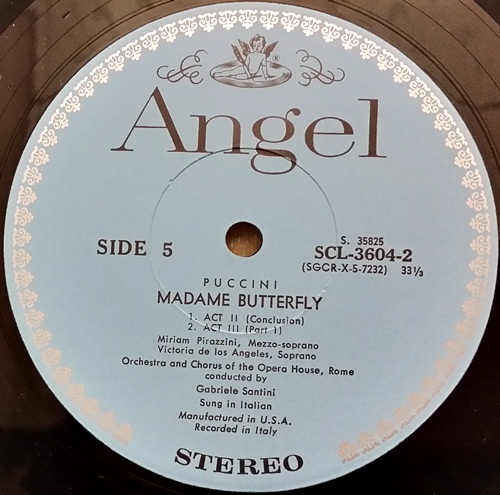 Angel
SIDE 5
S. 35825
SCL-3604-2
(SGCR-X-5-7232) 33⅓
PUCCINI
MADAME BUTTERFLY
1. ACT II (Conclusion)
2. ACT III (Part 1)
Miriam Pirazzini, Mezzo-soprano
Victoria de los Angeles, Soprano
Orchestra and Chorus of the Opera House, Rome
conducted by
Gabriele Santini
Sung in Italian
Manufactured in U.S.A.
Recorded in Italy
STEREO